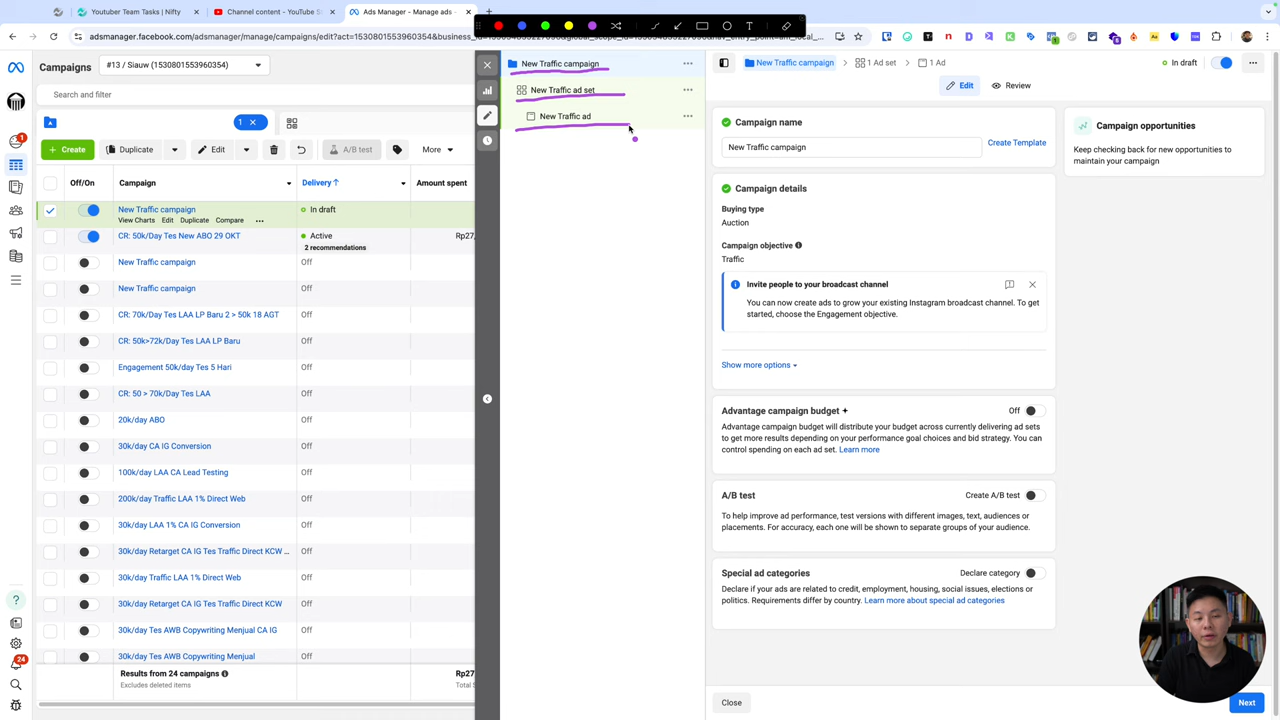 Youtuber Team Tasks | Nifty
Channel content - YouTube S
Ads Manager - Manage ads -
T
manager.facebook.com/adsmanager/manage/campaigns/edit?act=1530801553960354&business_
Campaigns
#13 / Siauw (1530801553960354)
Search and filter
1
Create
Duplicate
Edit
A/B test
More
Off/On
Campaign
Delivery
Amount spent
New Traffic campaign
In draft
View Charts
Edit
Duplicate
Compare
CR: 50k/Day Tes New ABO 29 OKT
Active
Rp27,
2 recommendations
New Traffic campaign
Off
New Traffic campaign
Off
CR: 70k/Day Tes LAA LP Baru 2 > 50k 18 AGT
Off
CR: 50k>72k/Day Tes LAA LP Baru
Off
Engagement 50k/day Tes 5 Hari
Off
CR: 50 > 70k/Day Tes LAA
Off
20k/day ABO
Off
30k/day CA IG Conversion
Off
100k/day LAA CA Lead Testing
Off
200k/day Traffic LAA 1% Direct Web
Off
30k/day LAA 1% CA IG Conversion
Off
30k/day Retarget CA IG Tes Traffic Direct KCW ...
Off
30k/day Traffic LAA 1% Direct Web
Off
30k/day Retarget CA IG Tes Traffic Direct KCW
Off
30k/day Tes AWB Copywriting Menjual CA IG
Off
30k/day Tes AWB Copywriting Menjual
Off
Results from 24 campaigns
Rp27,
Excludes deleted items
Total
24
New Traffic campaign
New Traffic ad set
New Traffic ad
New Traffic campaign
1 Ad set
1 Ad
In draft
Edit
Review
Campaign name
New Traffic campaign
Create Template
Campaign details
Buying type
Auction
Campaign objective
Traffic
Invite people to your broadcast channel
You can now create ads to grow your existing Instagram broadcast channel. To get
started, choose the Engagement objective.
Show more options
Advantage campaign budget
Off
Advantage campaign budget will distribute your budget across currently delivering ad sets
to get more results depending on your performance goal choices and bid strategy. You can
control spending on each ad set. Learn more
A/B test
Create A/B test
To help improve ad performance, test versions with different images, text, audiences or
placements. For accuracy, each one will be shown to separate groups of your audience.
Special ad categories
Declare category
Declare if your ads are related to credit, employment, housing, social issues, elections or
politics. Requirements differ by country. Learn more about special ad categories
Close
Next
Campaign opportunities
Keep checking back for new opportunities to
maintain your campaign